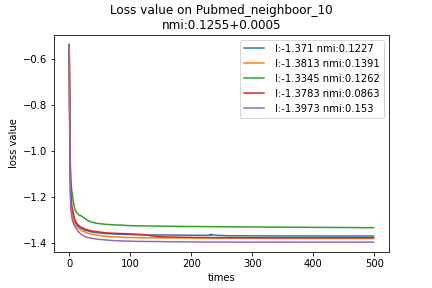 Loss value on Pubmed_neighboor_10
nmi:0.1255+0.0005
l:-1.371 nmi:0.1227
l:-1.3813 nmi:0.1391
l:-1.3345 nmi:0.1262
l:-1.3783 nmi:0.0863
l:-1.3973 nmi:0.153
loss value
−0.6
−0.8
−1.0
−1.2
−1.4
0 100 200 300 400 500
times